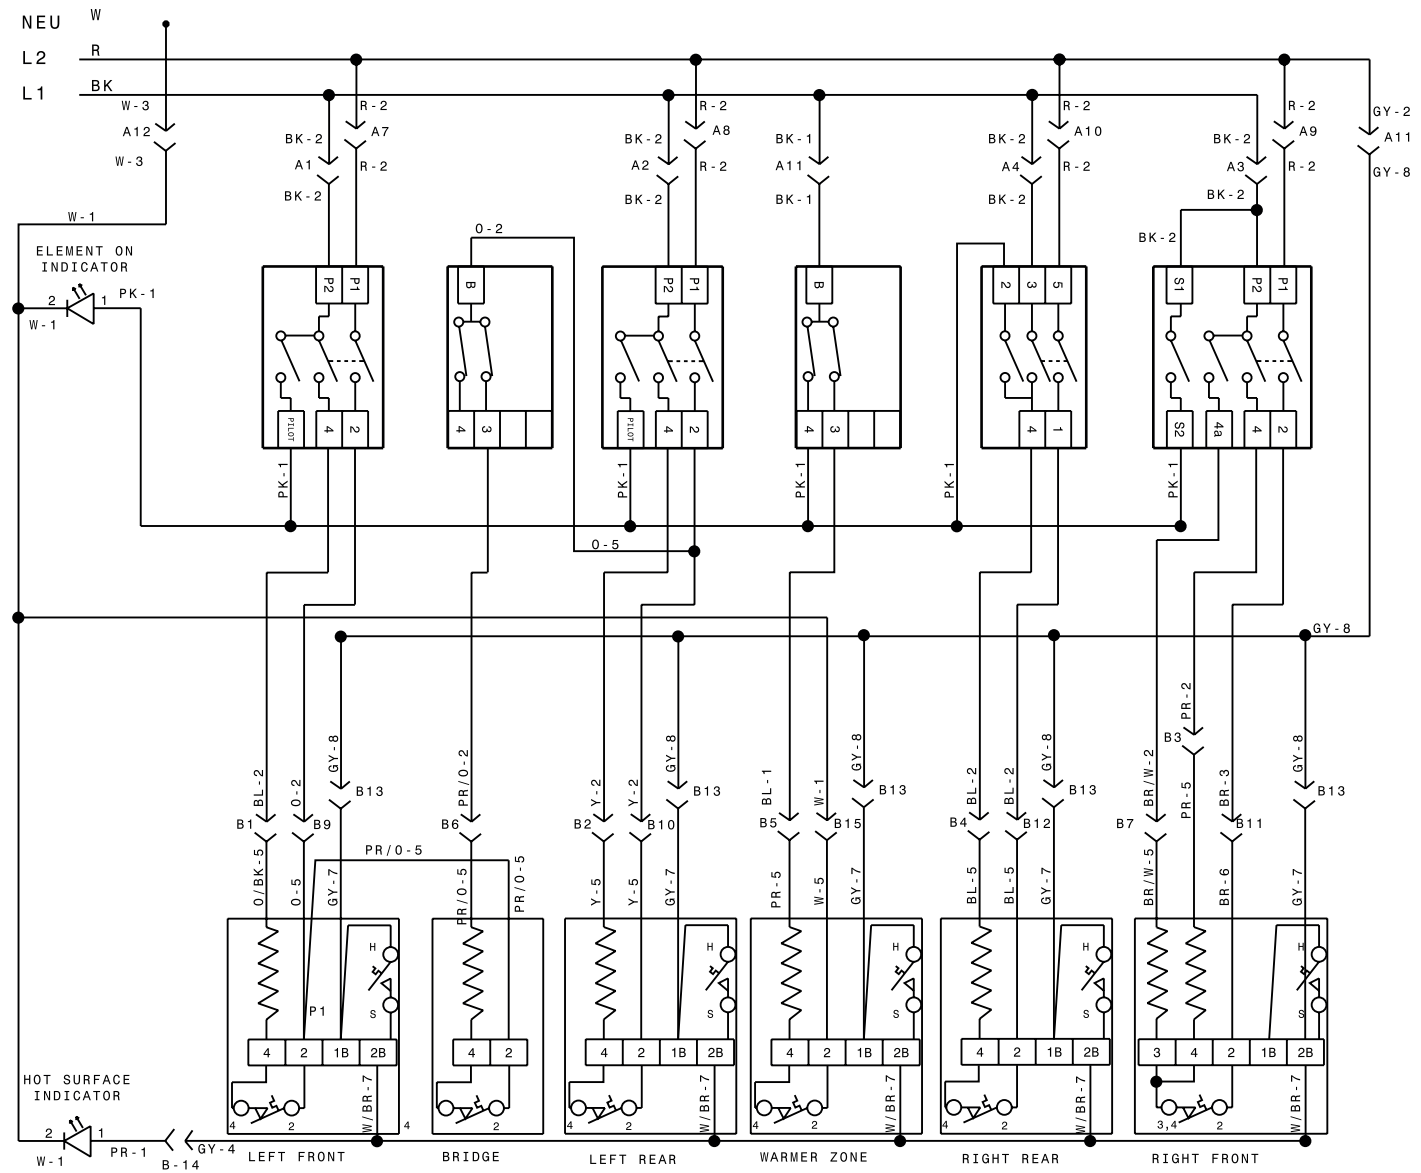 NEU W
L2 R
L1 BK
W-3 R-2 R-2 R-2 R-2 GY-2
A12 A7 A8 A10 A9 A11
BK-2 BK-2 BK-1 BK-2 BK-2
W-3 A1 R-2 A2 R-2 A11 A4 R-2 A3 R-2 GY-8
BK-2 BK-2 BK-1 BK-2 BK-2
W-1 O-2 BK-2
ELEMENT ON
INDICATOR
P2 P1 B P2 P1 B 2 3 5 S1 P2 P1
2 1 PK-1
W-1
PILOT 4 2 4 3 PILOT 4 2 4 3 4 1 S2 4a 4 2
PK-1 PK-1 PK-1 PK-1 PK-1
O-5
GY-8
PR-2
B3
BL-2 O-2 GY-8 PR/O-2 Y-2 Y-2 GY-8 BL-1 W-1 GY-8 BL-2 BL-2 GY-8 BR/W-2 PR-5 BR-3 GY-8
B13 B13 B13 B13 B13
B1 B9 B6 B2 B10 B5 B15 B4 B12 B7 B11
PR/O-5
O/BK-5 O-5 GY-7 PR/O-5 PR/O-5 Y-5 Y-5 GY-7 PR-5 W-5 GY-7 BL-5 BL-5 GY-7 BR/W-5 BR-6 GY-7
H H H H H
P1 S S S S S
4 2 1B 2B 4 2 4 2 1B 2B 4 2 1B 2B 4 2 1B 2B 3 4 2 1B 2B
HOT SURFACE
INDICATOR
W/BR-7 W/BR-7 W/BR-7 W/BR-7 W/BR-7
4 2 4 2 4 2 4 2 4 2 3,4 2
2 1
W-1 PR-1 B-14 GY-4
LEFT FRONT BRIDGE LEFT REAR WARMER ZONE RIGHT REAR RIGHT FRONT